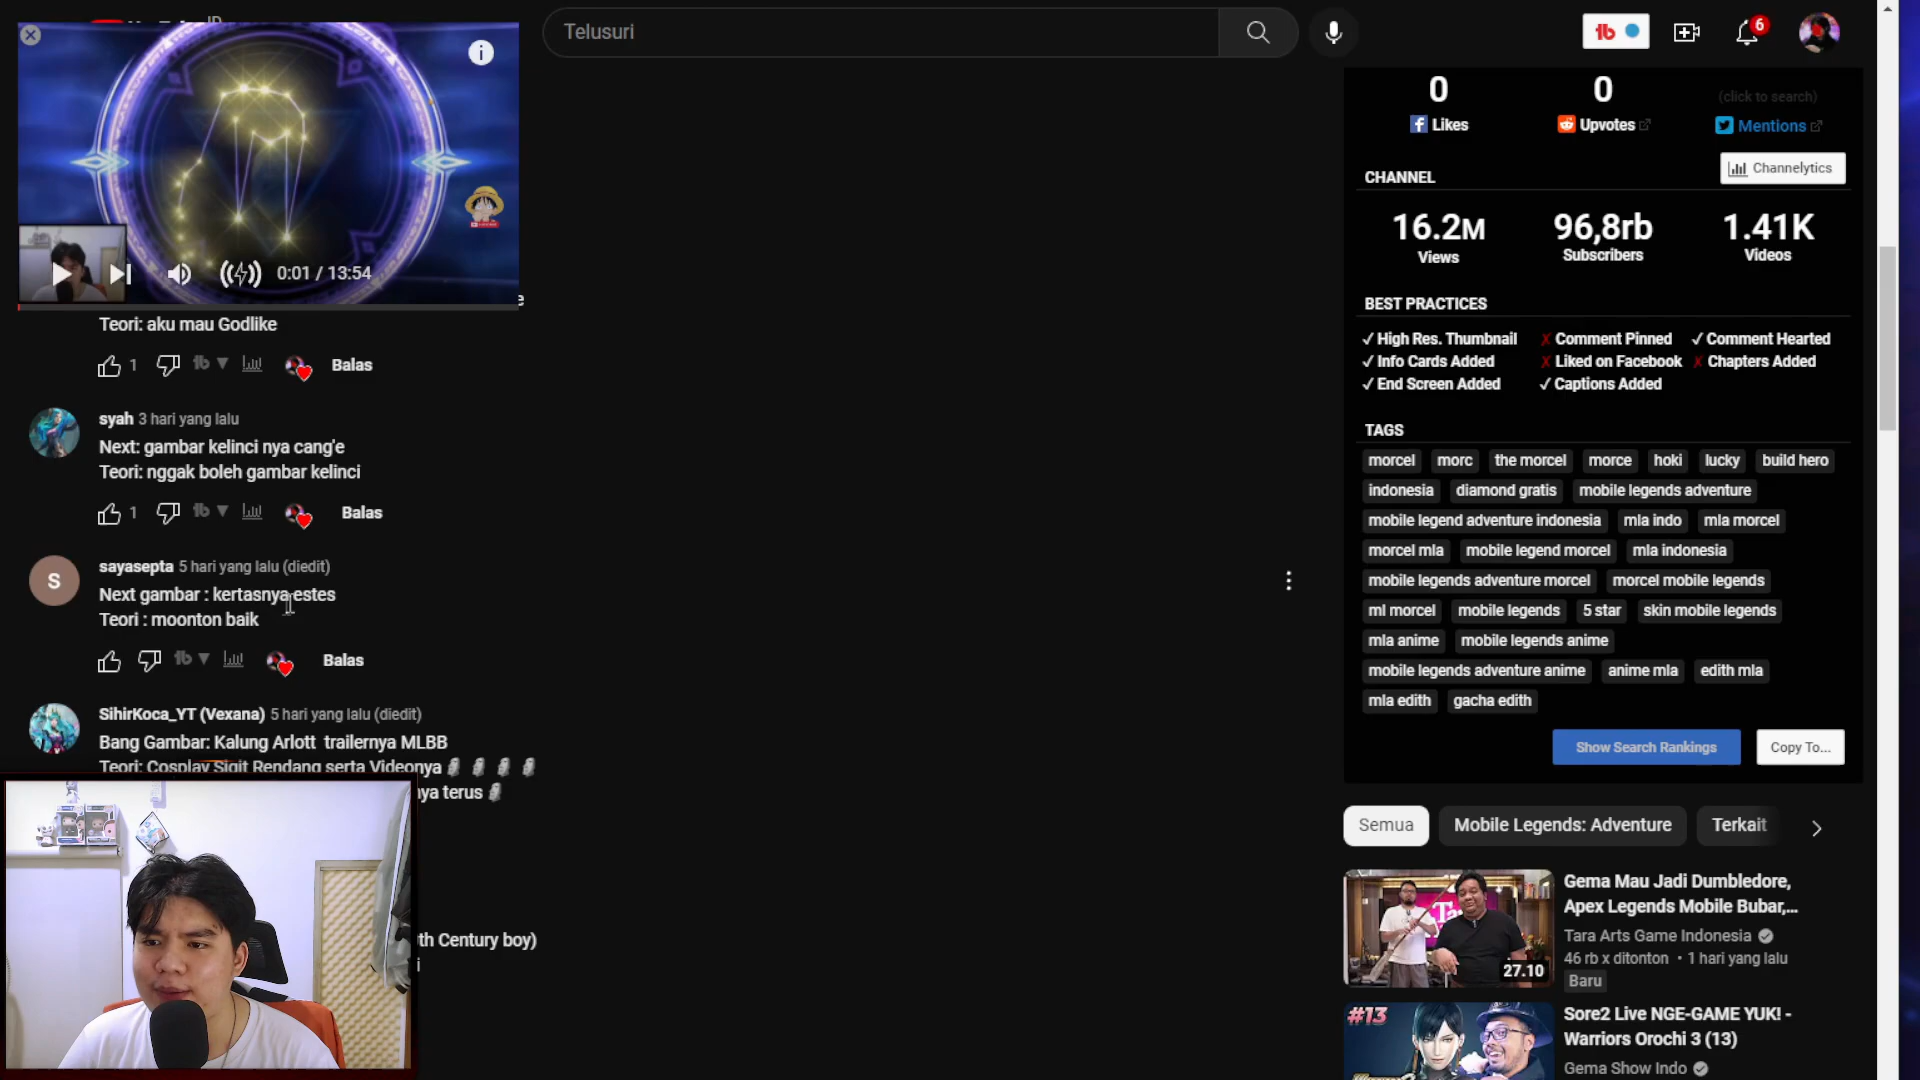 Telusuri
6
0:01 / 13:54
e
Teori: aku mau Godlike
1
Balas
syah 3 hari yang lalu
Next: gambar kelinci nya cang'e
Teori: nggak boleh gambar kelinci
1
Balas
S
sayasepta 5 hari yang lalu (diedit)
Next gambar : kertasnya estes
Teori : moonton baik
Balas
SihirKoca_YT (Vexana) 5 hari yang lalu (diedit)
Bang Gambar: Kalung Arlott trailernya MLBB
Teori: Cosplay Sigit Rendang serta Videonya 🗿 🗿 🗿 🗿
nya terus 🗿
th Century boy)
i
0
Likes
0
Upvotes
(click to search)
Mentions
CHANNEL
Channelytics
16.2M
Views
96,8rb
Subscribers
1.41K
Videos
BEST PRACTICES
✓ High Res. Thumbnail ✗ Comment Pinned ✓ Comment Hearted
✓ Info Cards Added ✗ Liked on Facebook ✗ Chapters Added
✓ End Screen Added ✓ Captions Added
TAGS
morcel morc the morcel morce hoki lucky build hero
indonesia diamond gratis mobile legends adventure
mobile legend adventure indonesia mla indo mla morcel
morcel mla mobile legend morcel mla indonesia
mobile legends adventure morcel morcel mobile legends
ml morcel mobile legends 5 star skin mobile legends
mla anime mobile legends anime
mobile legends adventure anime anime mla edith mla
mla edith gacha edith
Show Search Rankings
Copy To...
Semua
Mobile Legends: Adventure
Terkait
27.10
Gema Mau Jadi Dumbledore,
Apex Legends Mobile Bubar,...
Tara Arts Game Indonesia
46 rb x ditonton • 1 hari yang lalu
Baru
#13
Sore2 Live NGE-GAME YUK! -
Warriors Orochi 3 (13)
Gema Show Indo